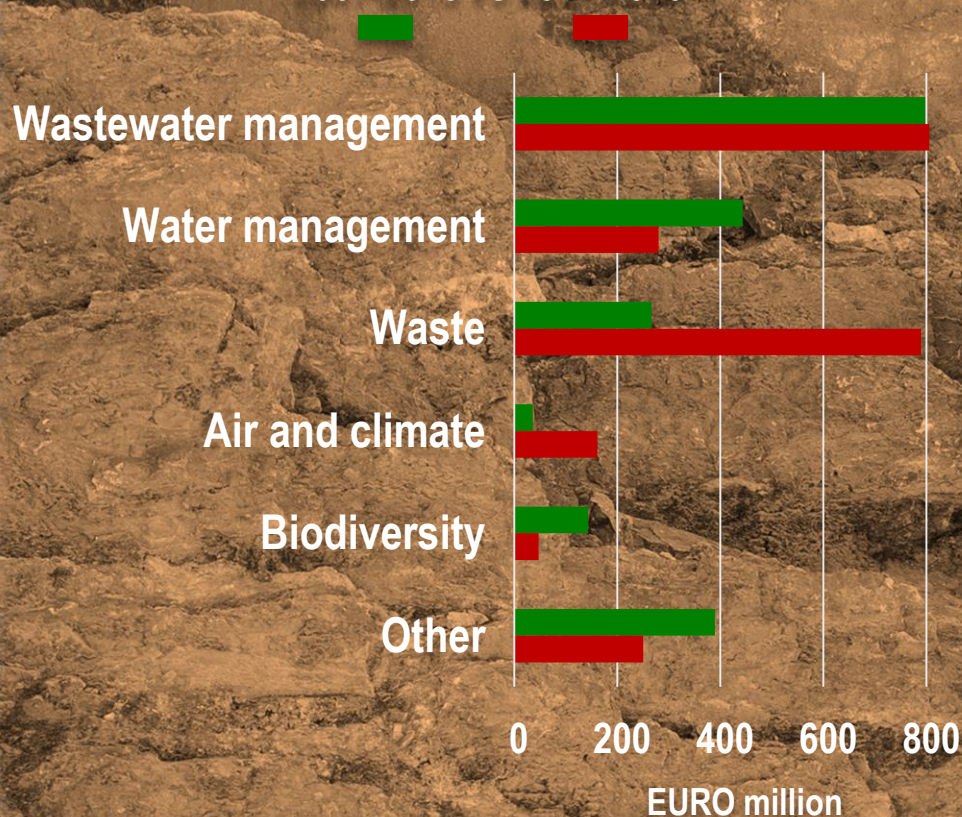 Wastewater management
Water management
Waste
Air and climate
Biodiversity
Other
0 200 400 600 800
EURO million